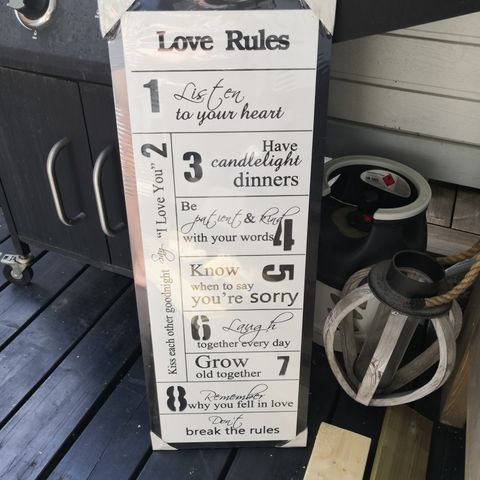 Love Rules
1 Listen
to your heart
2 Kiss each other goodnight Say "I Love You"
3 Have
candlelight
dinners
Be
patient & kind
with your words 4
Know 5
when to say
you're sorry
6 Laugh
together every day
Grow 7
old together
8 Remember
why you fell in love
Don't
break the rules